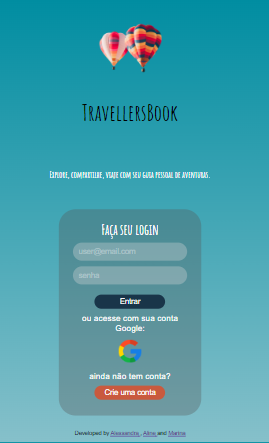 TravellersBook
Explore, compartilhe, viaje com seu guia pessoal de aventuras.
Faça seu login
user@email.com
senha
Entrar
ou acesse com sua conta
Google:
ainda não tem conta?
Crie uma conta
Developed by Alessandra, Aline and Marina